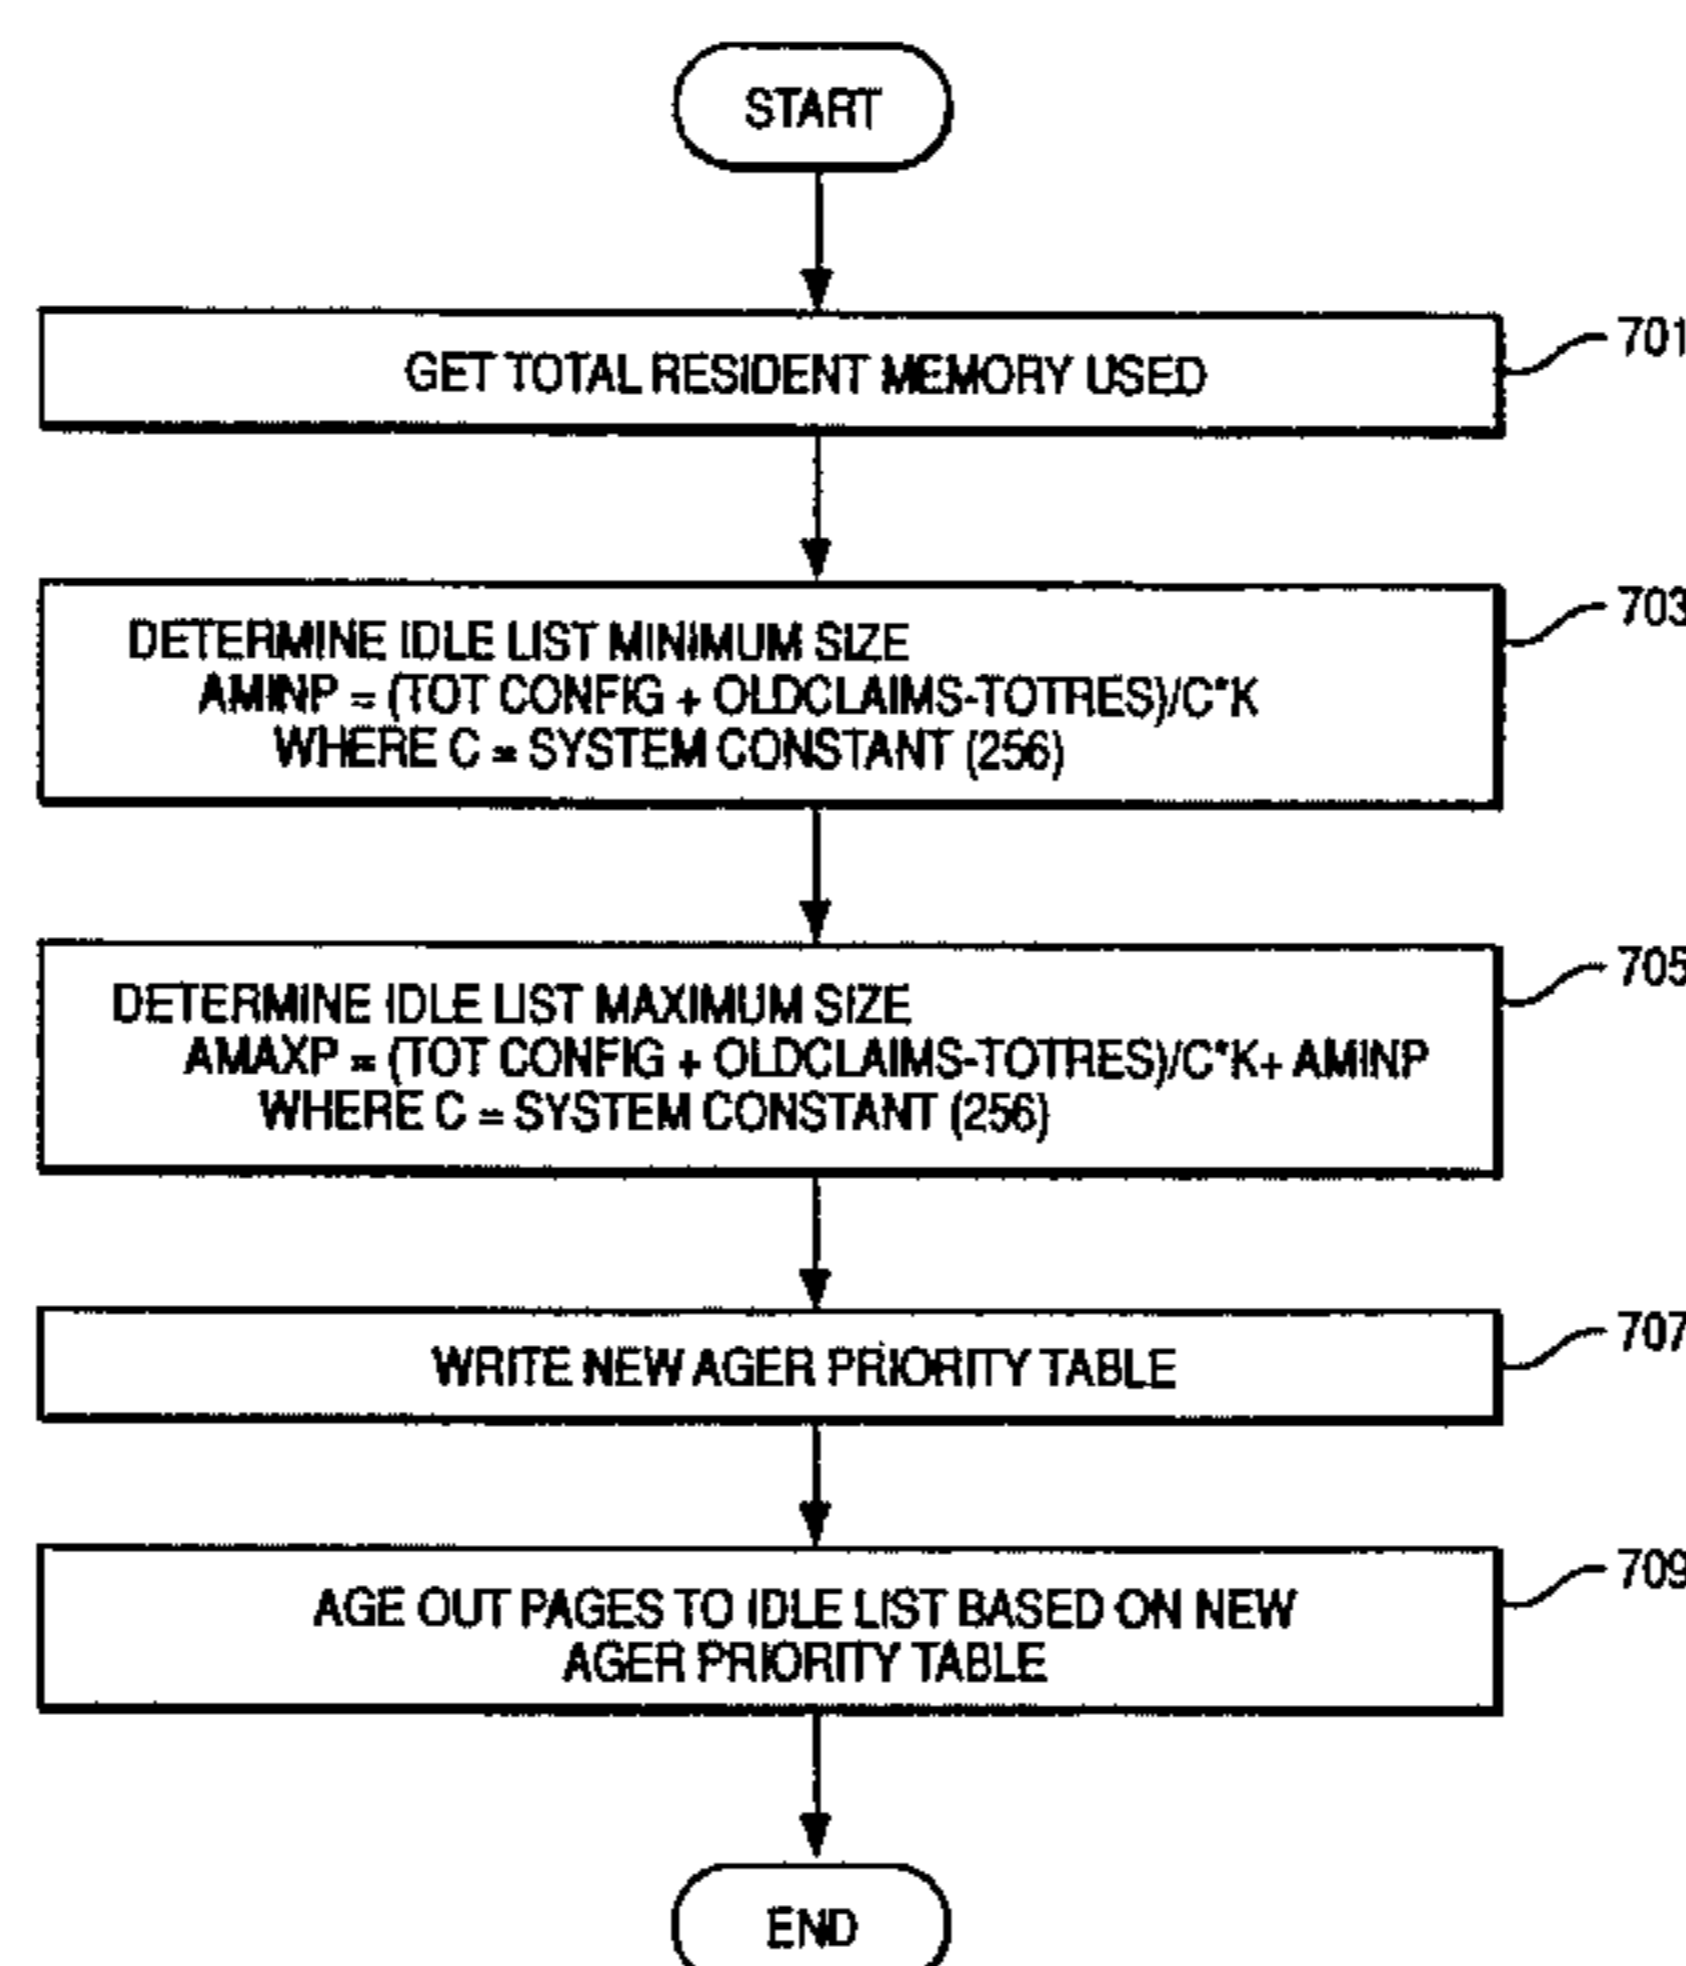 START
GET TOTAL RESIDENT MEMORY USED
701
DETERMINE IDLE LIST MINIMUM SIZE
AMINP = (TOT CONFIG + OLDCLAIMS-TOTRES)/C*K
WHERE C = SYSTEM CONSTANT (256)
703
DETERMINE IDLE LIST MAXIMUM SIZE
AMAXP = (TOT CONFIG + OLDCLAIMS-TOTRES)/C*K+ AMINP
WHERE C = SYSTEM CONSTANT (256)
705
WRITE NEW AGER PRIORITY TABLE
707
AGE OUT PAGES TO IDLE LIST BASED ON NEW
AGER PRIORITY TABLE
709
END